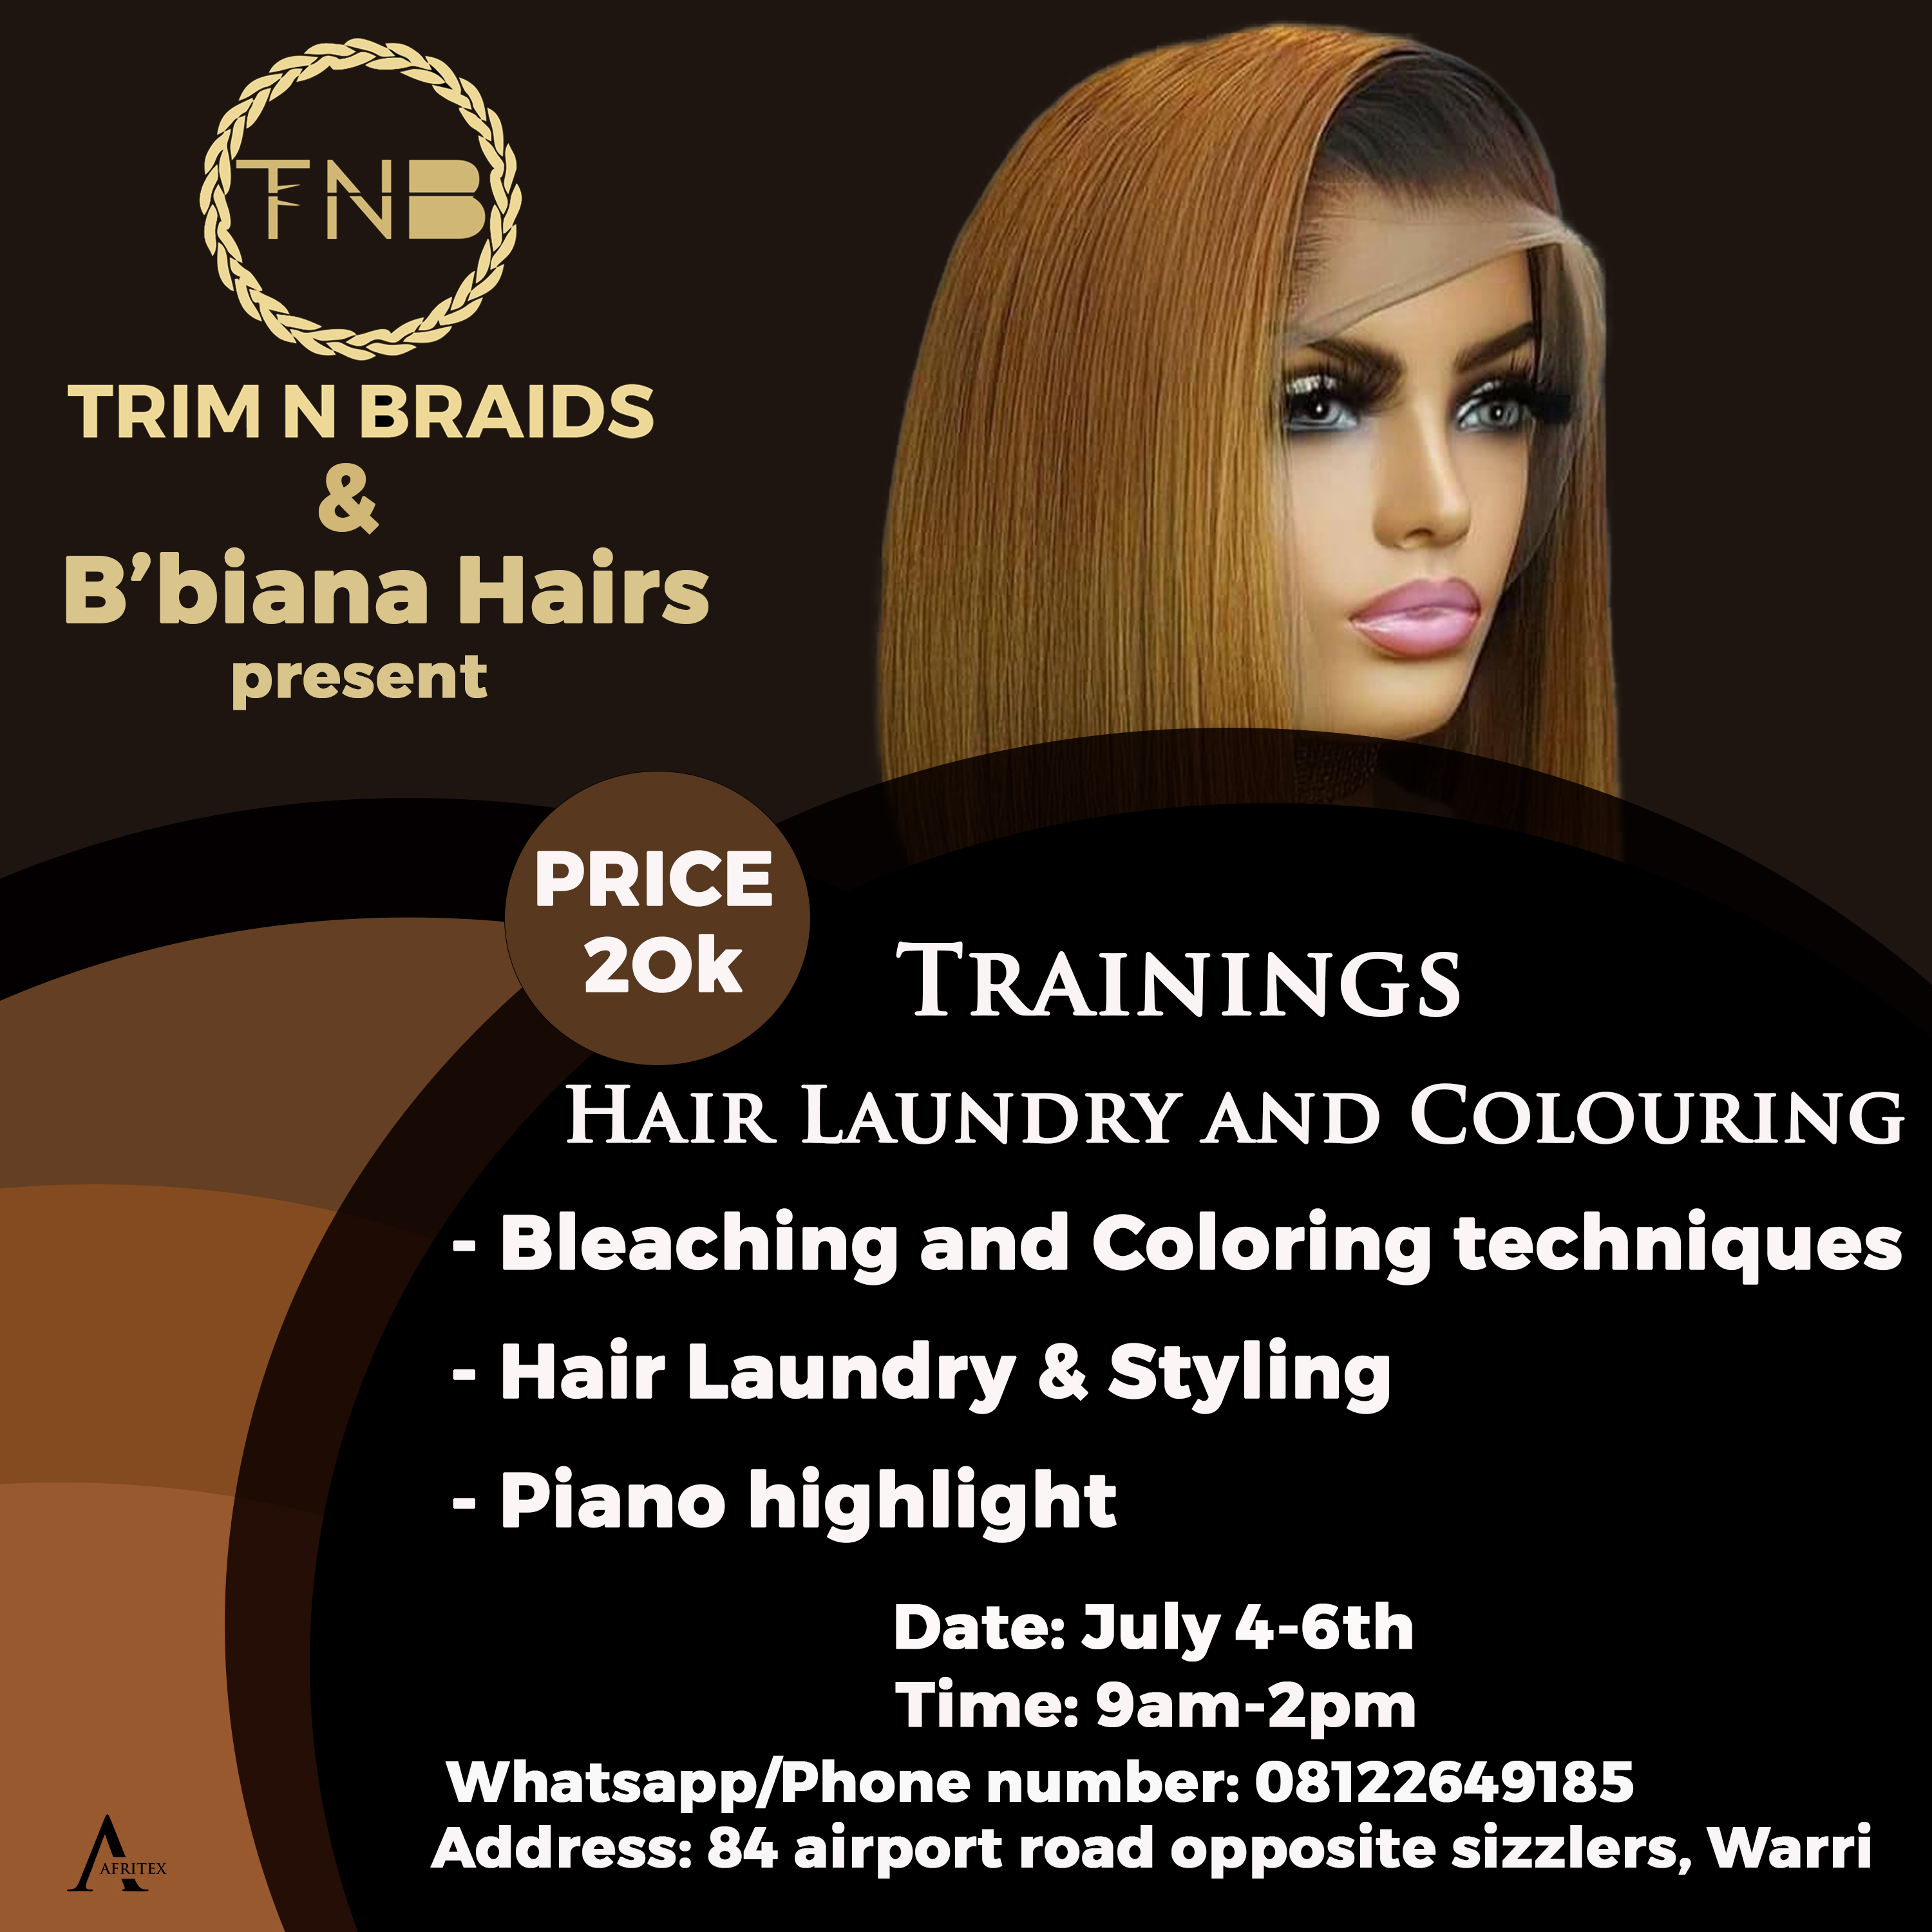 TNB
TRIM N BRAIDS
&
B'biana Hairs
present
PRICE
20k
TRAININGS
HAIR LAUNDRY AND COLOURING
- Bleaching and Coloring techniques
- Hair Laundry & Styling
- Piano highlight
Date: July 4-6th
Time: 9am-2pm
Whatsapp/Phone number: 08122649185
Address: 84 airport road opposite sizzlers, Warri
A
AFRITEX